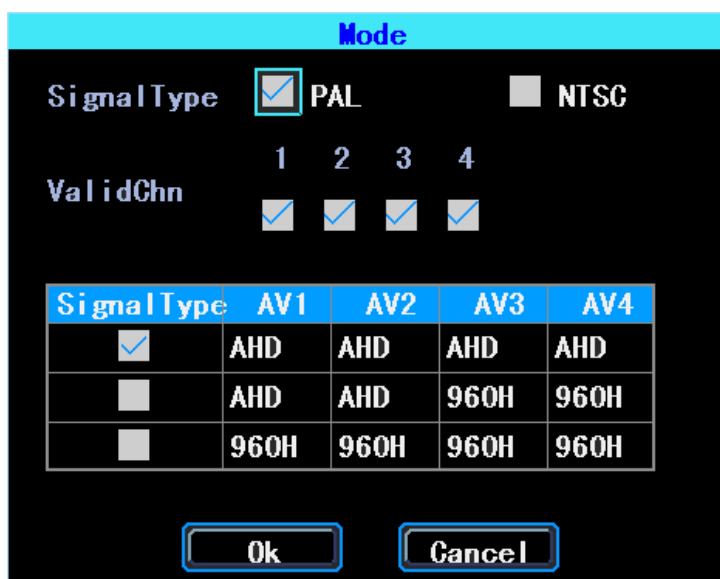 Mode
SignalType PAL NTSC
1 2 3 4
ValidChn
SignalType AV1 AV2 AV3 AV4
AHD AHD AHD AHD
AHD AHD 960H 960H
960H 960H 960H 960H
Ok Cancel